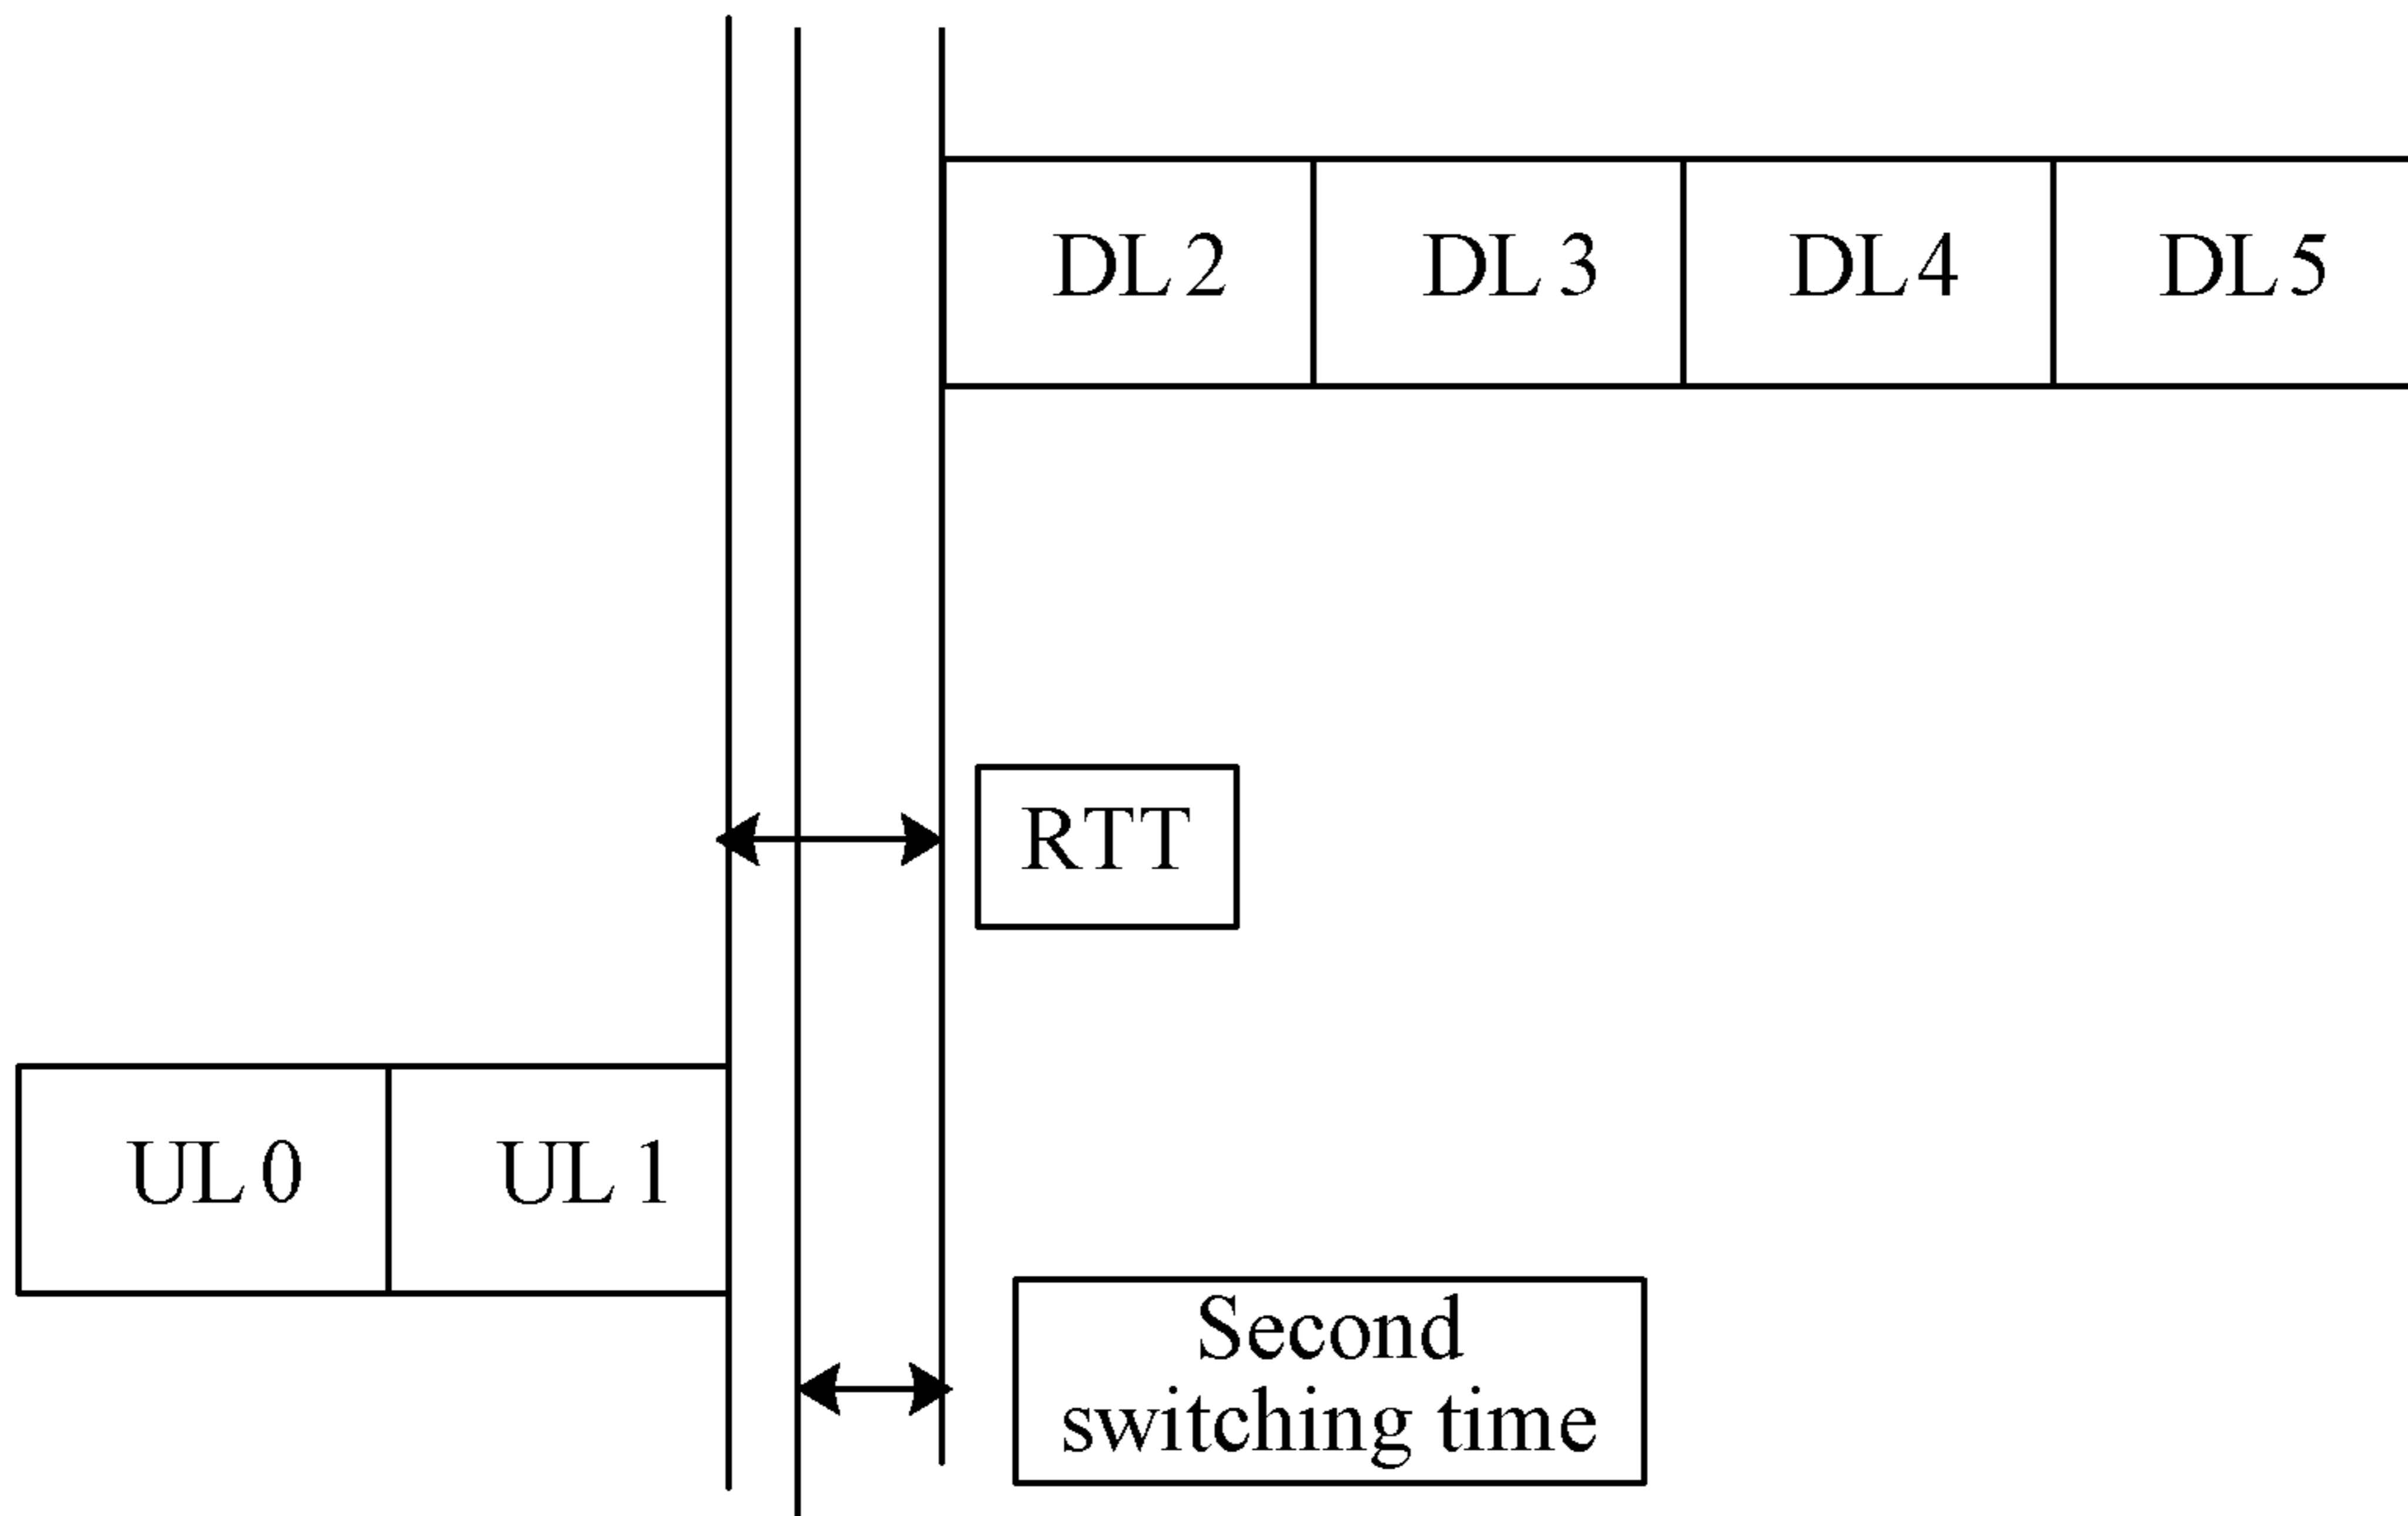 DL 2 DL 3 DL 4 DL 5
RTT
UL 0 UL 1
Second
switching time